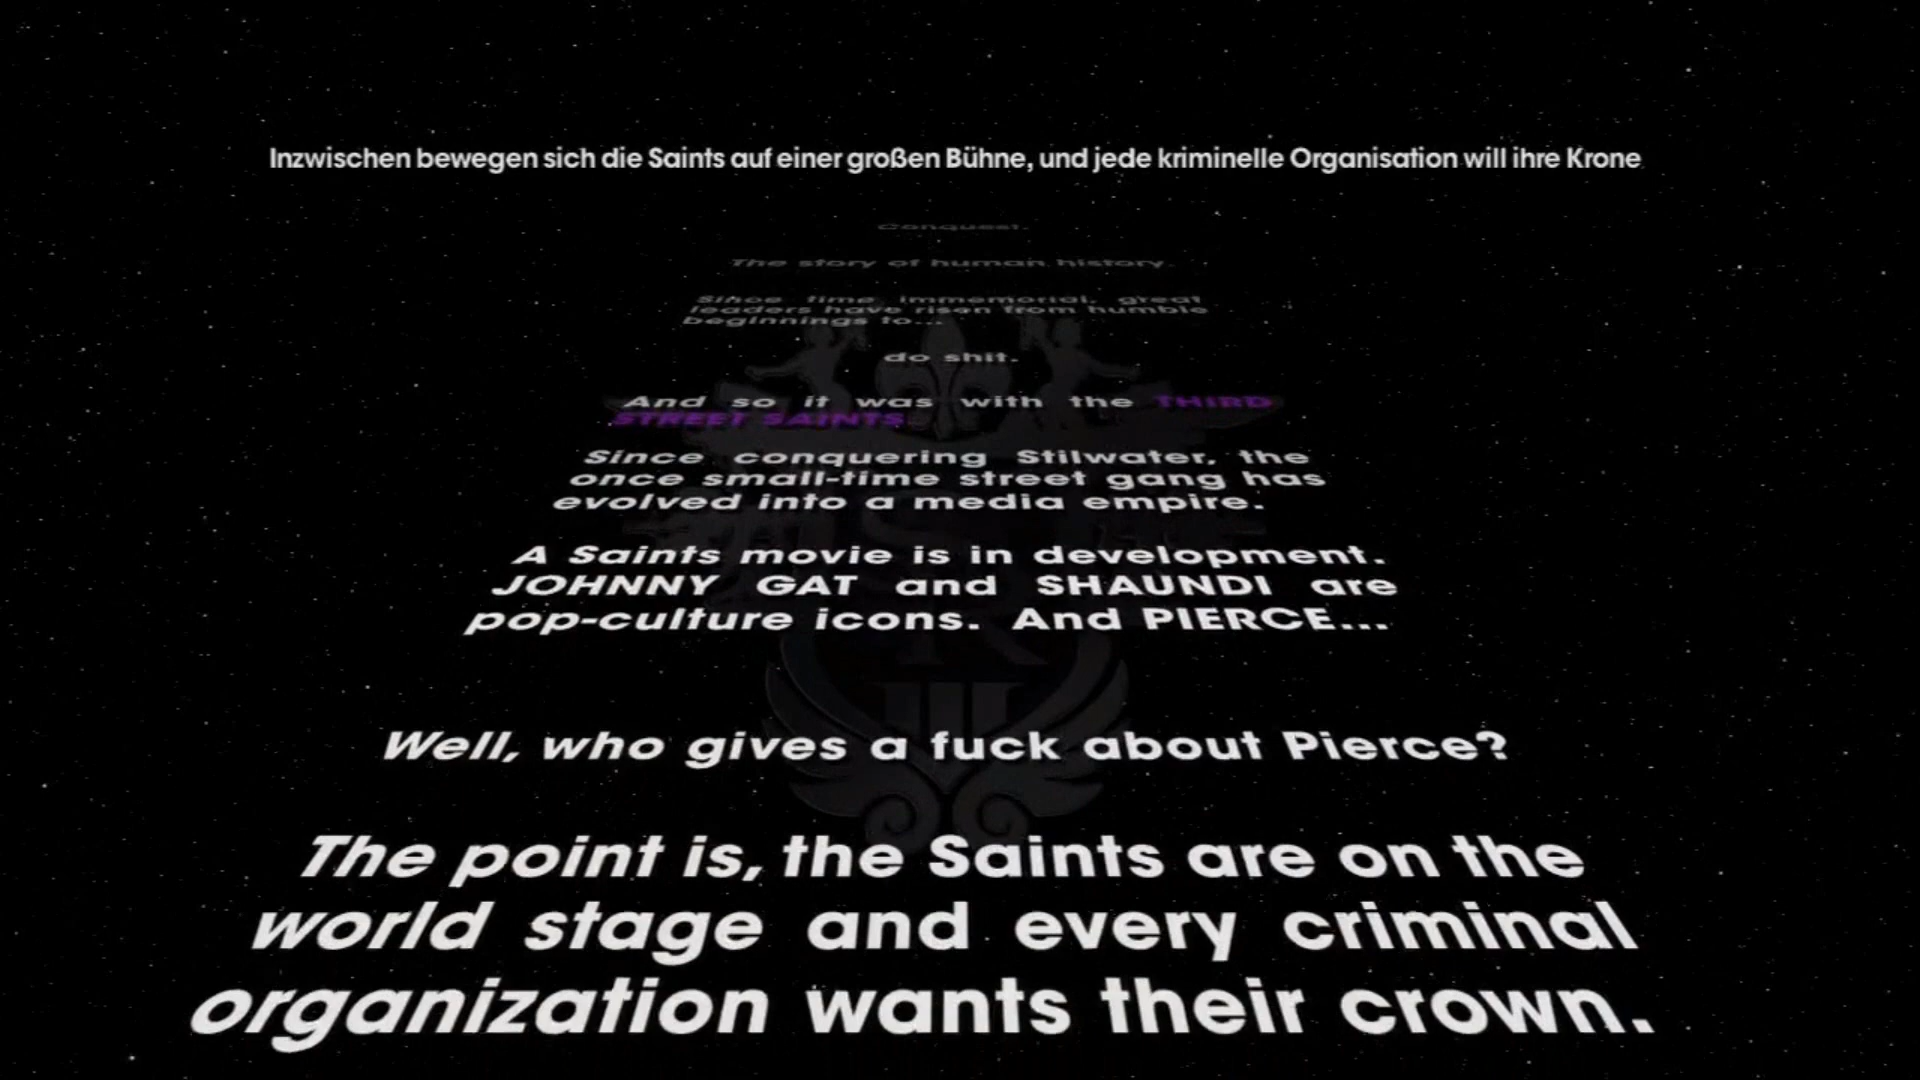 Inzwischen bewegen sich die Saints auf einer großen Bühne, und jede kriminelle Organisation will ihre Krone
Conquest.
The story of human history.
Since time immemorial, great
leaders have risen from humble
beginnings to...
do shit.
And so it was with the THIRD
STREET SAINTS
Since conquering Stilwater, the
once small-time street gang has
evolved into a media empire.
A Saints movie is in development.
JOHNNY GAT and SHAUNDI are
pop-culture icons. And PIERCE...
Well, who gives a fuck about Pierce?
The point is, the Saints are on the
world stage and every criminal
organization wants their crown.